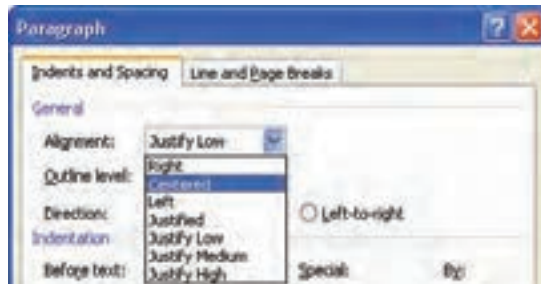 Paragraph
Indents and Spacing Line and Page Breaks
General
Alignment: Justify Low
Outline level: Right
Centered
Direction: Left Left-to-right
Justified
Indentation Justify Low
Justify Medium
Before text: Justify High Special: By: